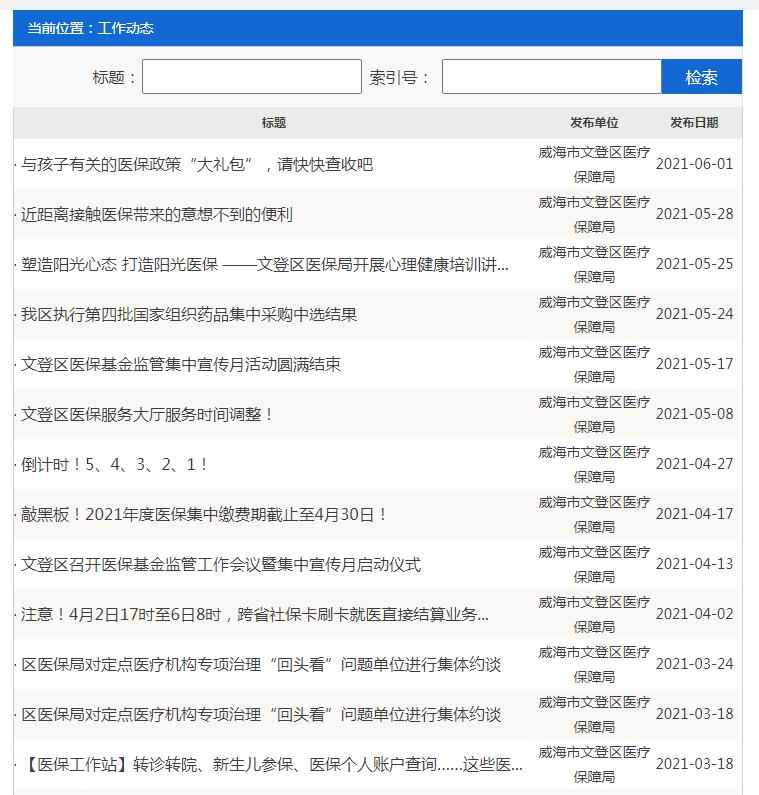 当前位置：工作动态
标题： 索引号： 检索
标题 发布单位 发布日期
· 与孩子有关的医保政策“大礼包”，请快快查收吧 威海市文登区医疗保障局 2021-06-01
· 近距离接触医保带来的意想不到的便利 威海市文登区医疗保障局 2021-05-28
· 塑造阳光心态 打造阳光医保 ——文登区医保局开展心理健康培训讲... 威海市文登区医疗保障局 2021-05-25
· 我区执行第四批国家组织药品集中采购中选结果 威海市文登区医疗保障局 2021-05-24
· 文登区医保基金监管集中宣传月活动圆满结束 威海市文登区医疗保障局 2021-05-17
· 文登区医保服务大厅服务时间调整！ 威海市文登区医疗保障局 2021-05-08
· 倒计时！5、4、3、2、1！ 威海市文登区医疗保障局 2021-04-27
· 敲黑板！2021年度医保集中缴费期截止至4月30日！ 威海市文登区医疗保障局 2021-04-17
· 文登区召开医保基金监管工作会议暨集中宣传月启动仪式 威海市文登区医疗保障局 2021-04-13
· 注意！4月2日17时至6日8时，跨省社保卡刷卡就医直接结算业务... 威海市文登区医疗保障局 2021-04-02
· 区医保局对定点医疗机构专项治理“回头看”问题单位进行集体约谈 威海市文登区医疗保障局 2021-03-24
· 区医保局对定点医疗机构专项治理“回头看”问题单位进行集体约谈 威海市文登区医疗保障局 2021-03-18
· 【医保工作站】转诊转院、新生儿参保、医保个人账户查询......这些医... 威海市文登区医疗保障局 2021-03-18